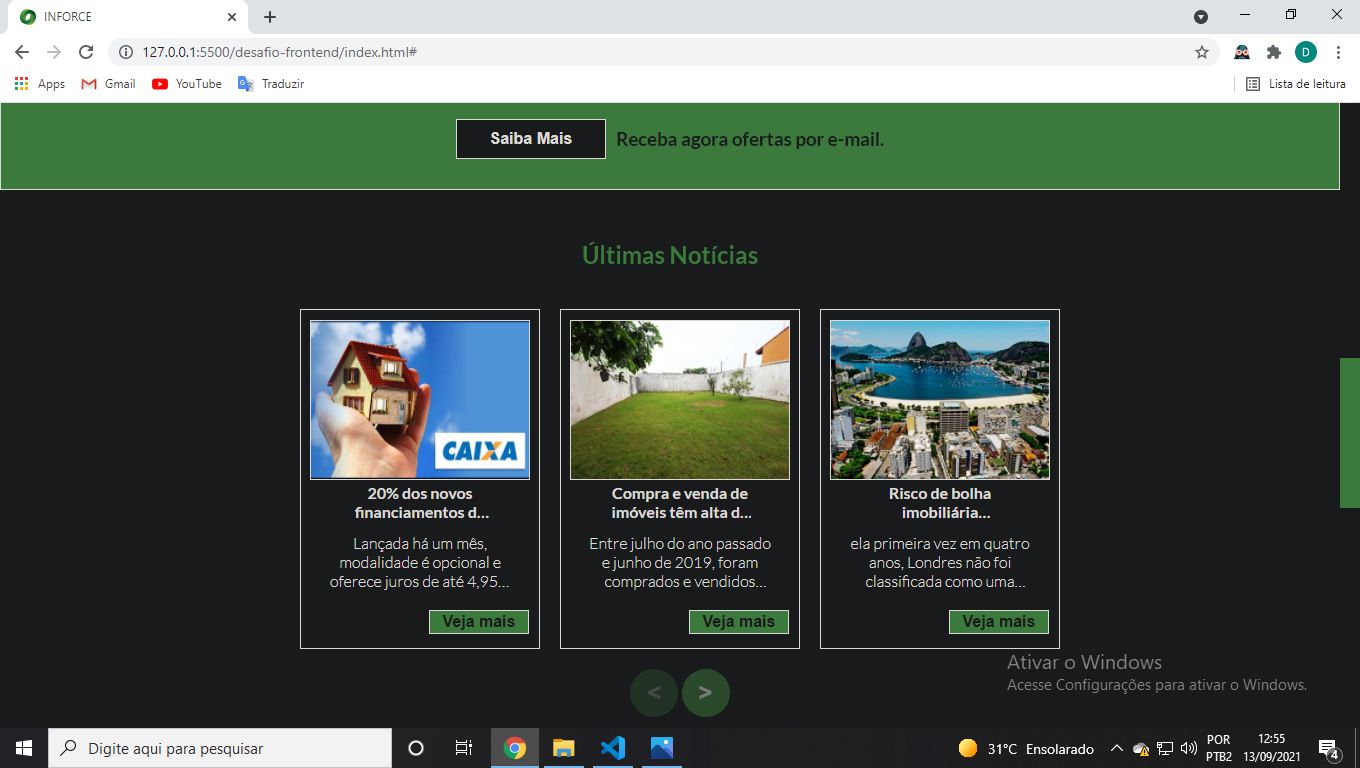 INFORCE
127.0.0.1:5500/desafio-frontend/index.html#
D
Apps Gmail YouTube Traduzir Lista de leitura
Saiba Mais Receba agora ofertas por e-mail.
Últimas Notícias
CAIXA
20% dos novos
financiamentos d...
Lançada há um mês,
modalidade é opcional e
oferece juros de até 4,95...
Veja mais
Compra e venda de
imóveis têm alta d...
Entre julho do ano passado
e junho de 2019, foram
comprados e vendidos...
Veja mais
Risco de bolha
imobiliária...
ela primeira vez em quatro
anos, Londres não foi
classificada como uma...
Veja mais
< >
Ativar o Windows
Acesse Configurações para ativar o Windows.
Digite aqui para pesquisar
31°C Ensolarado
POR
PTB2
12:55
13/09/2021
4